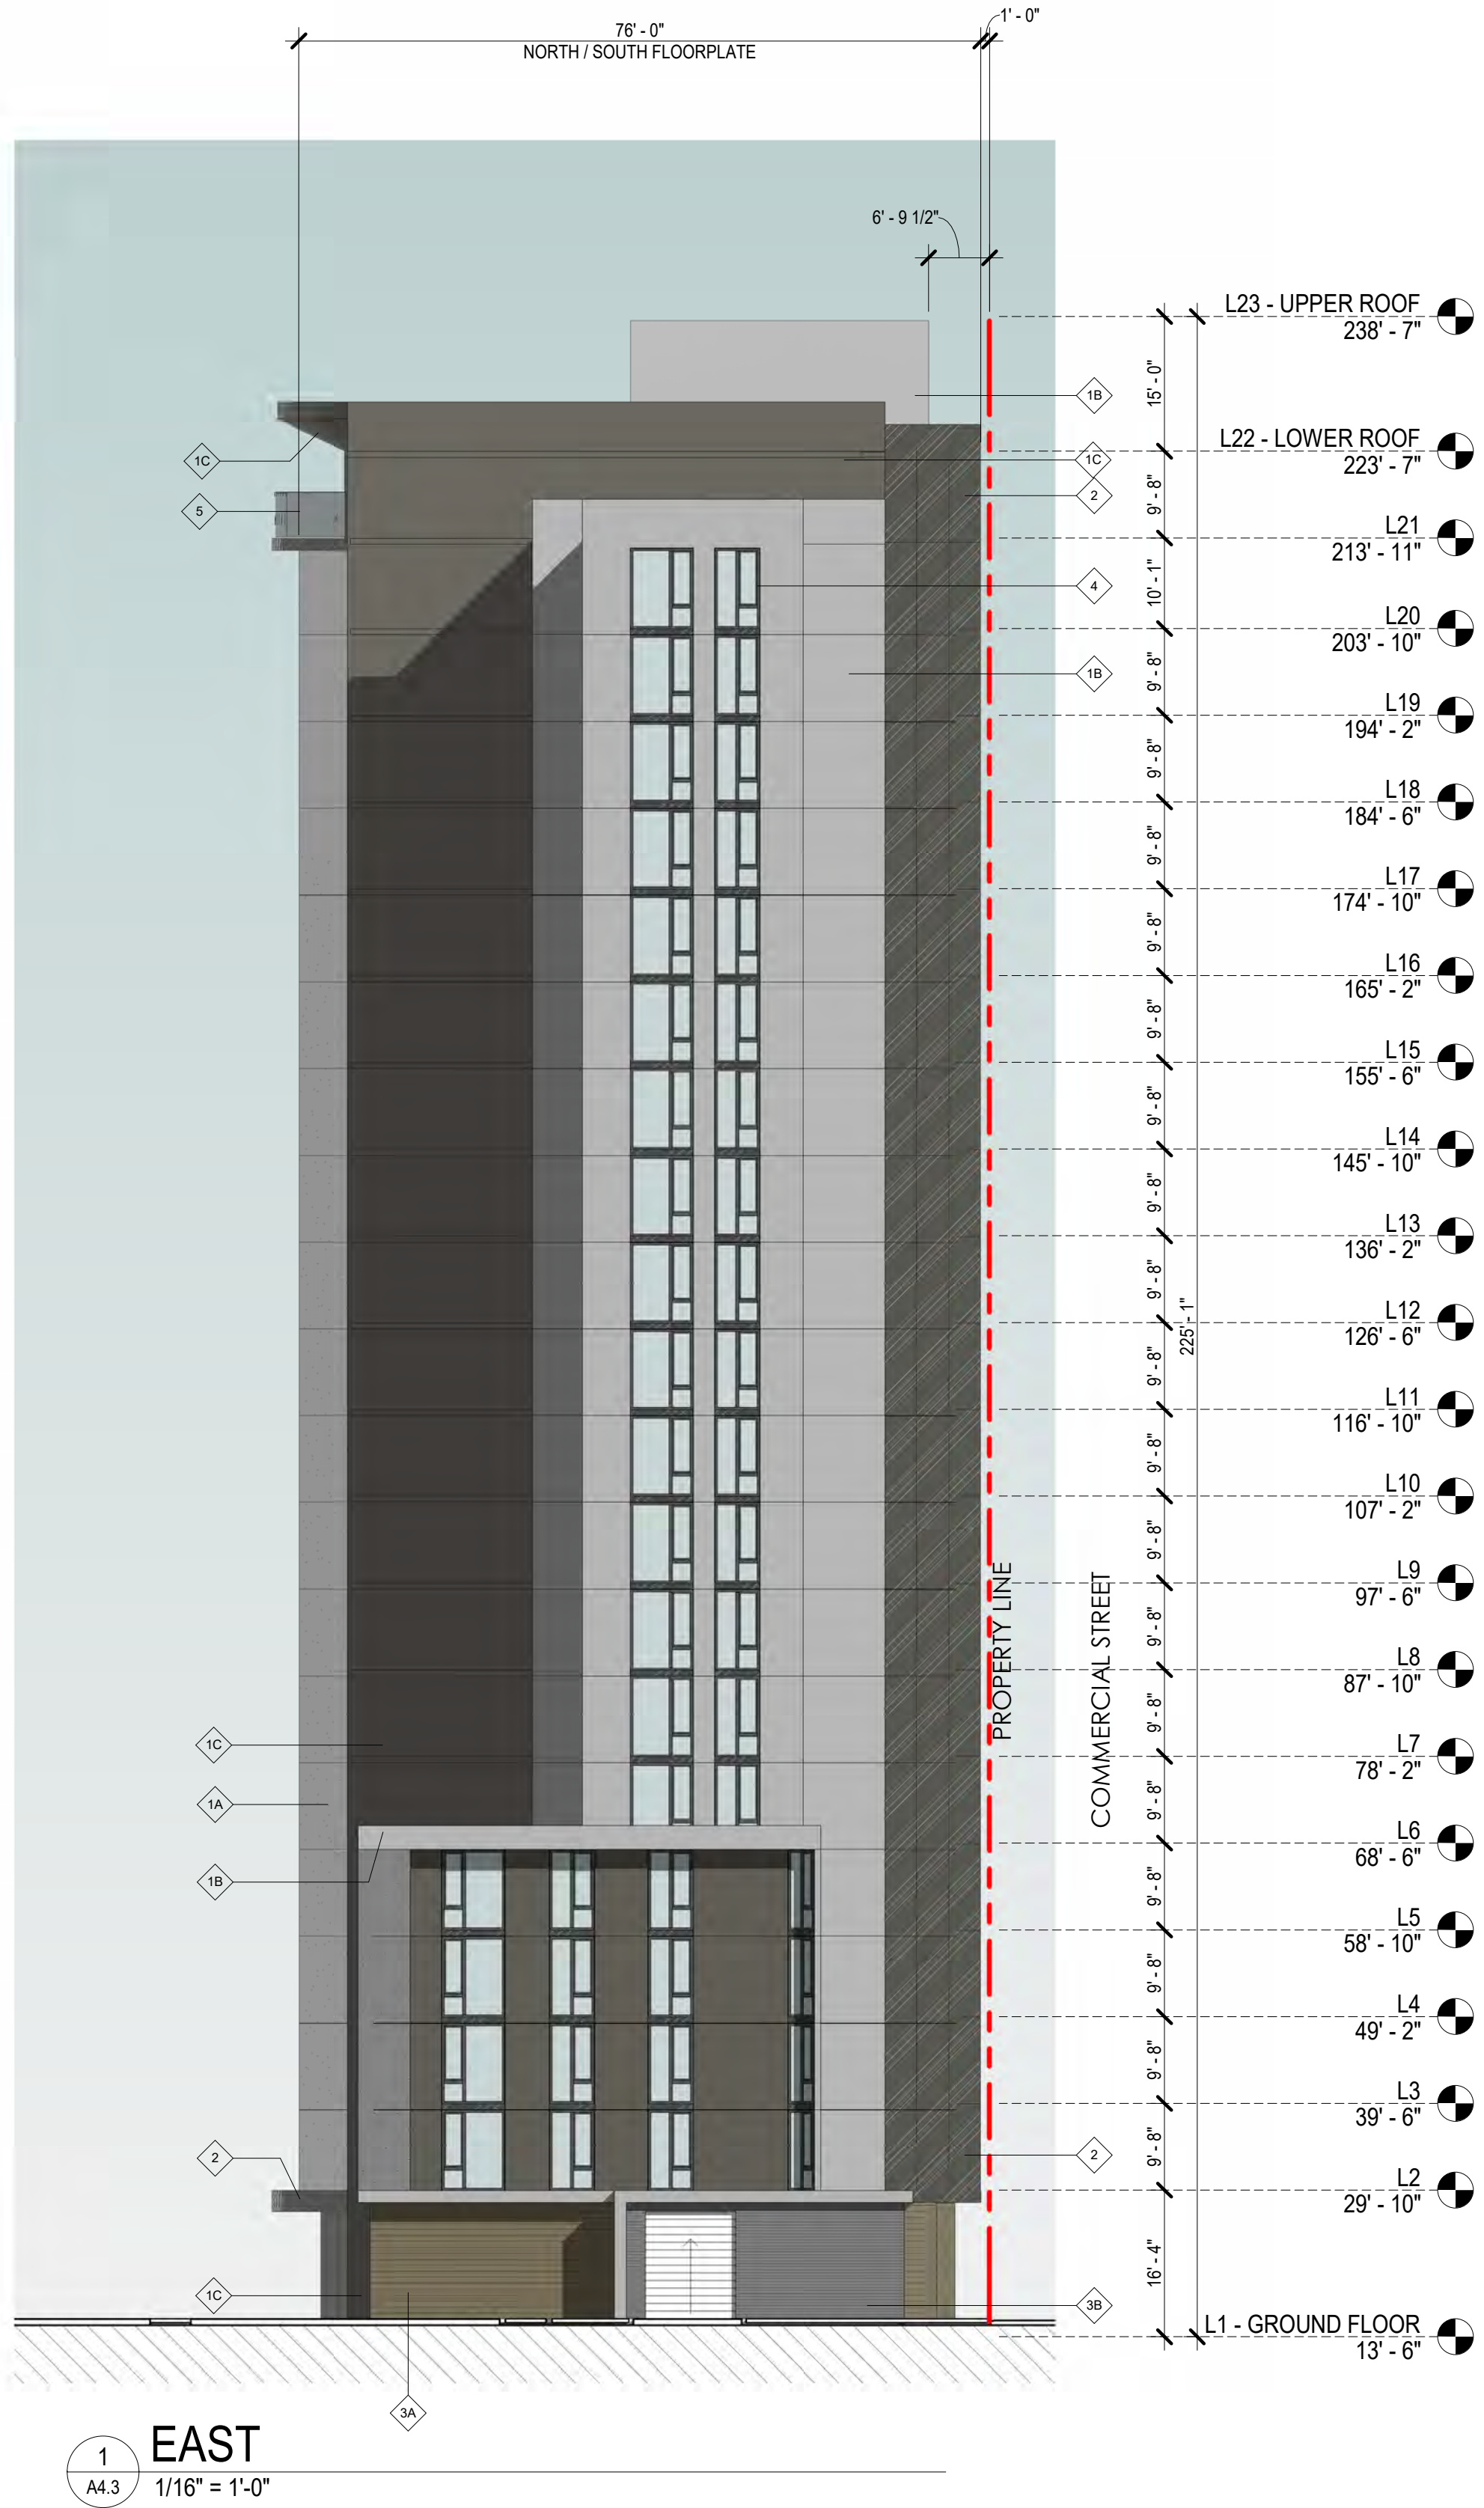 1' - 0"
76' - 0"
NORTH / SOUTH FLOORPLATE
6' - 9 1/2"
L23 - UPPER ROOF
238' - 7"
15' - 0"
1B
L22 - LOWER ROOF
223' - 7"
1C
1C
9' - 8"
2
5
L21
213' - 11"
10' - 1"
4
L20
203' - 10"
9' - 8"
1B
L19
194' - 2"
9' - 8"
L18
184' - 6"
9' - 8"
L17
174' - 10"
9' - 8"
L16
165' - 2"
9' - 8"
L15
155' - 6"
9' - 8"
L14
145' - 10"
9' - 8"
L13
136' - 2"
9' - 8"
L12
126' - 6"
225' - 1"
9' - 8"
L11
116' - 10"
9' - 8"
L10
107' - 2"
9' - 8"
L9
97' - 6"
PROPERTY LINE
COMMERCIAL STREET
9' - 8"
L8
87' - 10"
9' - 8"
1C
L7
78' - 2"
9' - 8"
1A
L6
68' - 6"
1B
9' - 8"
L5
58' - 10"
9' - 8"
L4
49' - 2"
9' - 8"
L3
39' - 6"
9' - 8"
2
2
L2
29' - 10"
16' - 4"
1C
3B
L1 - GROUND FLOOR
13' - 6"
3A
1
EAST
A4.3
1/16" = 1'-0"